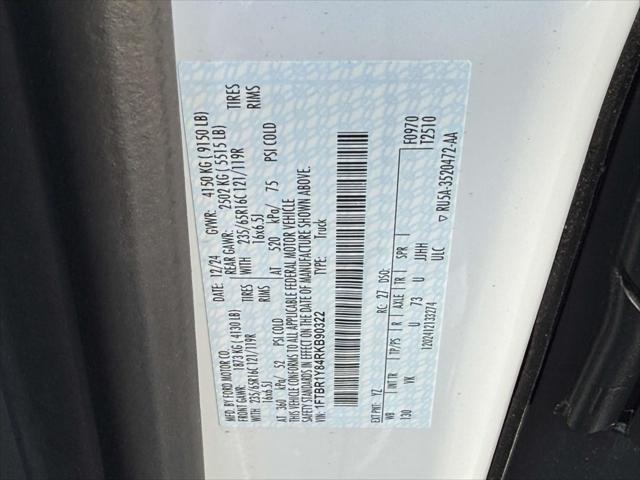 MFD. BY FORD MOTOR CO.
DATE: 12/24 GVWR: 4150 KG ( 9150 LB)
FRONT GAWR: 1873 KG ( 4130 LB) REAR GAWR: 2502 KG ( 5515 LB)
WITH 235/65R16C 121/119R TIRES
16x6.5J RIMS
AT 360 kPa/ 52 PSI COLD
WITH 235/65R16C 121/119R TIRES
16x6.5J RIMS
AT 520 kPa/ 75 PSI COLD
THIS VEHICLE CONFORMS TO ALL APPLICABLE FEDERAL MOTOR VEHICLE
SAFETY STANDARDS IN EFFECT ON THE DATE OF MANUFACTURE SHOWN ABOVE.
VIN: 1FTBR1Y84RKB90322 TYPE: Truck
F0970
T2510
EXT PNT: YZ RC: 27 DSO:
WB INT TR TP/PS R AXLE TR SPR
130 VK U 73 U JJHH
1202412133274 ULC
RU5A-3520472-AA